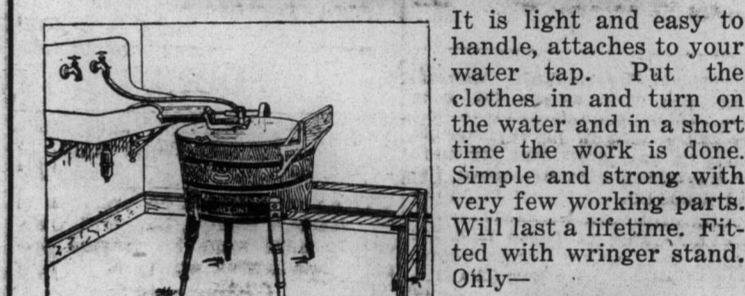 It is light and easy to
handle, attaches to your
water tap. Put the
clothes in and turn on
the water and in a short
time the work is done.
Simple and strong with
very few working parts.
Will last a lifetime. Fit-
ted with wringer stand.
Only—